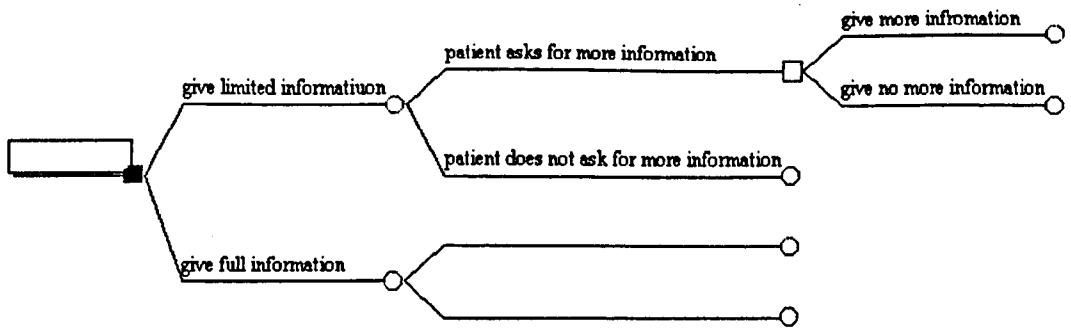 give more infromation
patient asks for more information
give limited informatiuon
give no more information
patient does not ask for more information
give full information